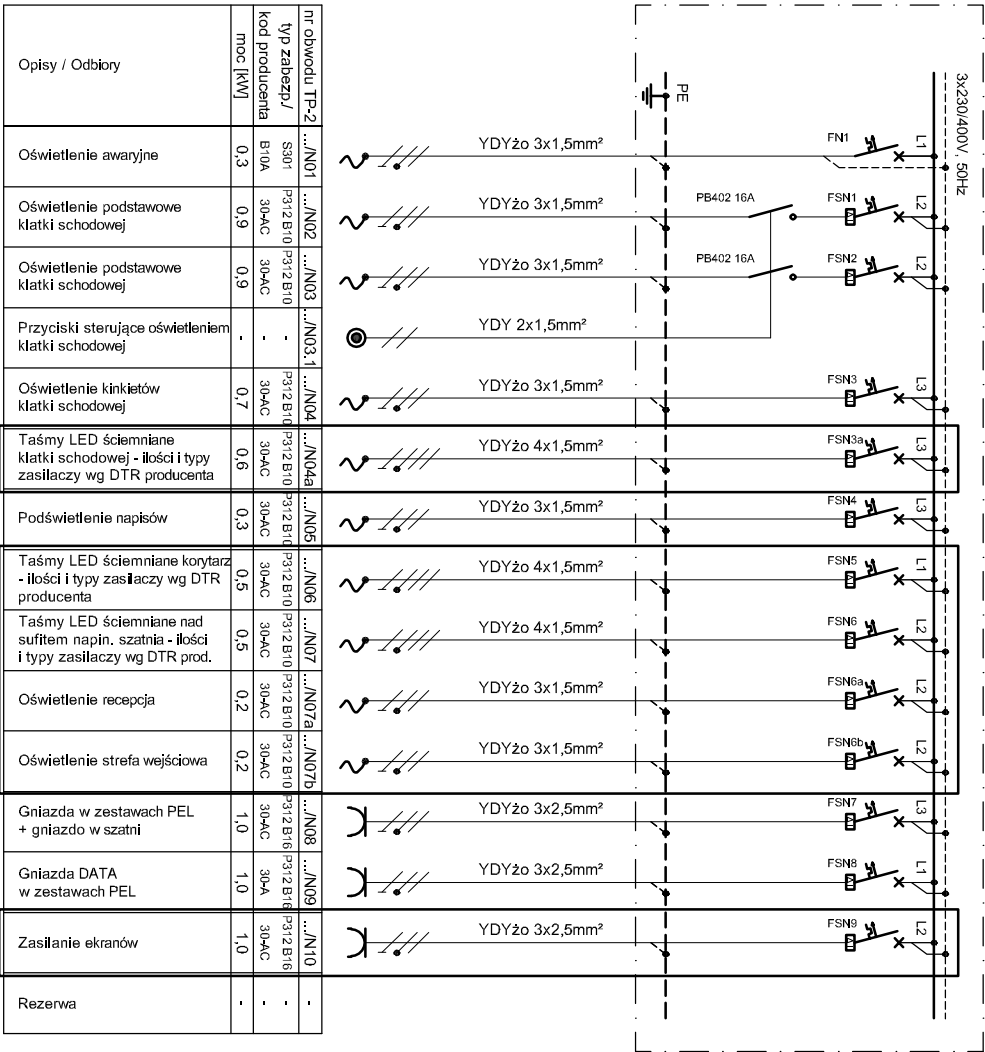 Opisy / Odbiory
moc [kW]
kod producenta
typ zabezp./
nr obwodu TP-2
PE
3x230/400V, 50Hz
Oświetlenie awaryjne
0,3
B10A
S301
.../N01
YDYżo 3x1,5mm²
FN1
L1
Oświetlenie podstawowe
klatki schodowej
0,9
30-AC
P312 B10
.../N02
YDYżo 3x1,5mm²
PB402 16A
FSN1
L2
Oświetlenie podstawowe
klatki schodowej
0,9
30-AC
P312 B10
.../N03
YDYżo 3x1,5mm²
PB402 16A
FSN2
L2
Przyciski sterujące oświetleniem
klatki schodowej
-
-
-
.../N03.1
YDY 2x1,5mm²
Oświetlenie kinkietów
klatki schodowej
0,7
30-AC
P312 B10
.../N04
YDYżo 3x1,5mm²
FSN3
L3
Taśmy LED ściemniane
klatki schodowej - ilości i typy
zasilaczy wg DTR producenta
0,6
30-AC
P312 B10
.../N04a
YDYżo 4x1,5mm²
FSN3a
L3
Podświetlenie napisów
0,3
30-AC
P312 B10
.../N05
YDYżo 3x1,5mm²
FSN4
L3
Taśmy LED ściemniane korytarz
- ilości i typy zasilaczy wg DTR
producenta
0,5
30-AC
P312 B10
.../N06
YDYżo 4x1,5mm²
FSN5
L1
Taśmy LED ściemniane nad
sufitem napin. szatnia - ilości
i typy zasilaczy wg DTR prod.
0,5
30-AC
P312 B10
.../N07
YDYżo 4x1,5mm²
FSN6
L2
Oświetlenie recepcja
0,2
30-AC
P312 B10
.../N07a
YDYżo 3x1,5mm²
FSN6a
L2
Oświetlenie strefa wejściowa
0,2
30-AC
P312 B10
.../N07b
YDYżo 3x1,5mm²
FSN6b
L2
Gniazda w zestawach PEL
+ gniazdo w szatni
1,0
30-AC
P312 B16
.../N08
YDYżo 3x2,5mm²
FSN7
L3
Gniazda DATA
w zestawach PEL
1,0
30-A
P312 B16
.../N09
YDYżo 3x2,5mm²
FSN8
L1
Zasilanie ekranów
1,0
30-AC
P312 B16
.../N10
YDYżo 3x2,5mm²
FSN9
L2
Rezerwa
-
-
-